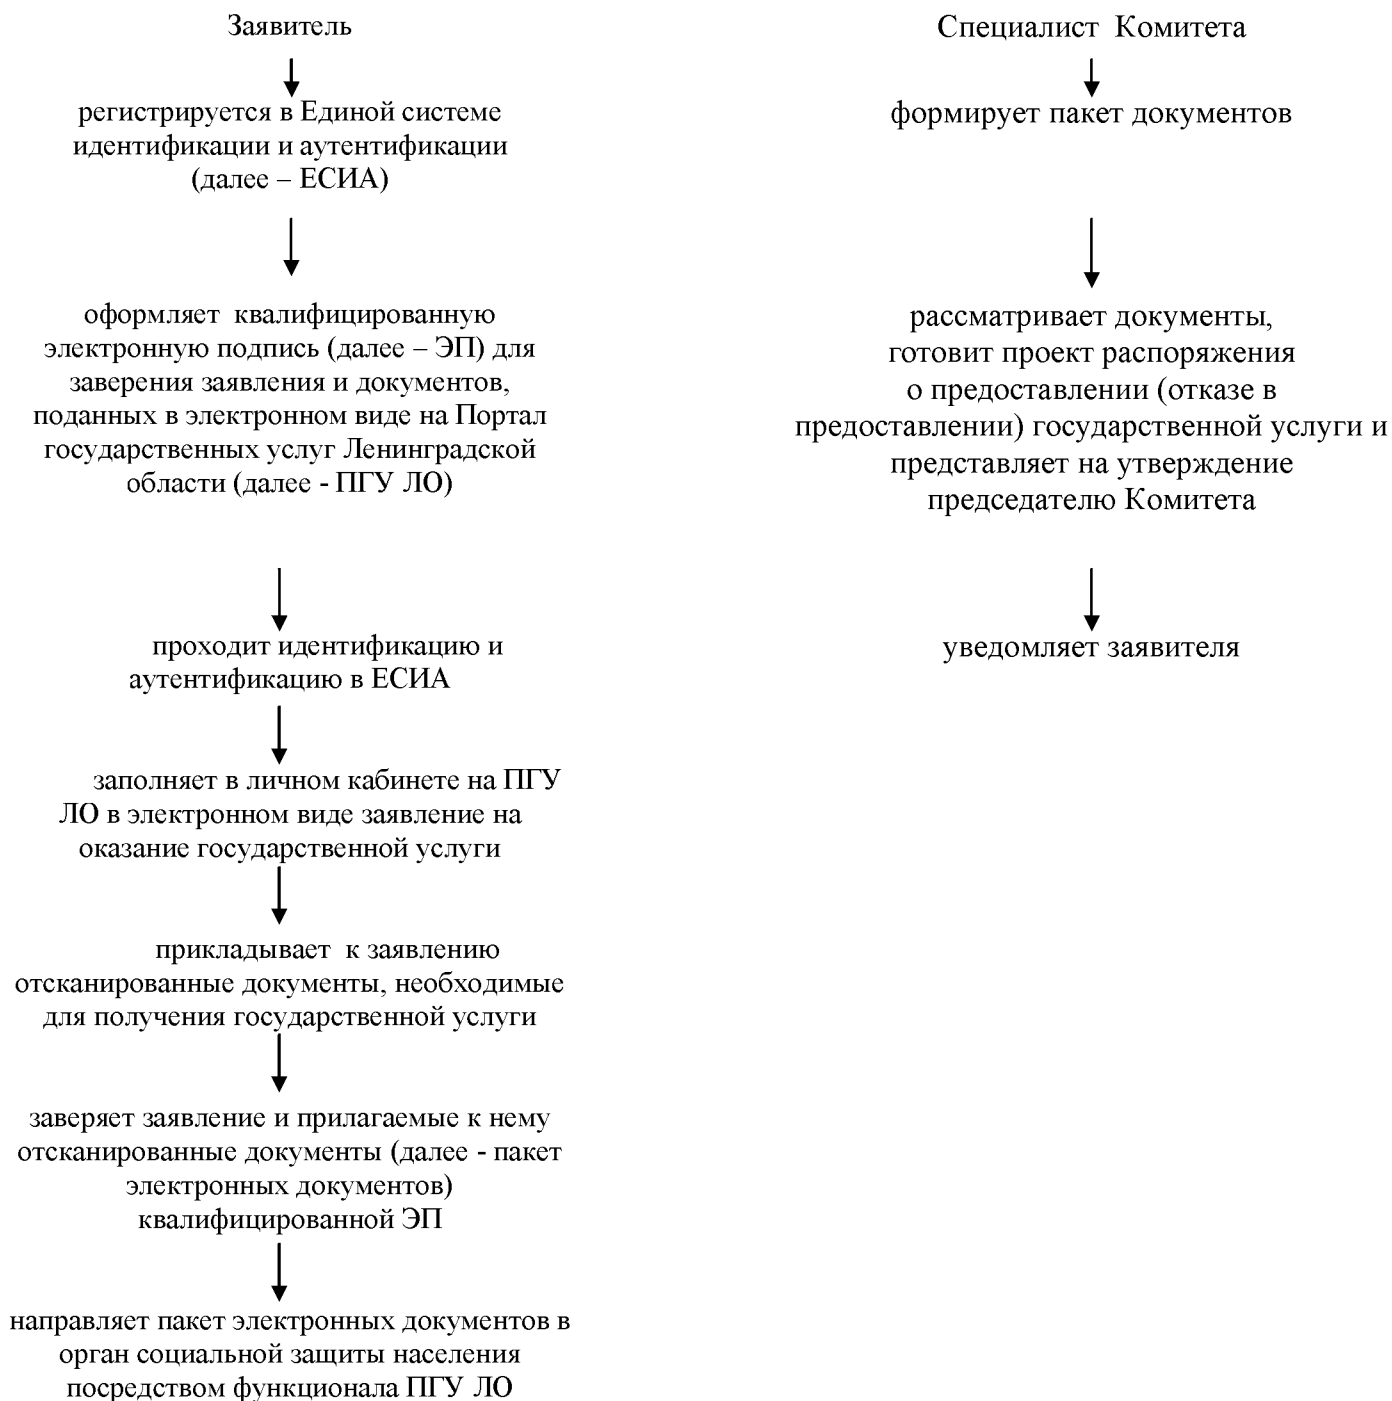 Заявитель
регистрируется в Единой системе
идентификации и аутентификации
(далее – ЕСИА)
оформляет квалифицированную
электронную подпись (далее – ЭП) для
заверения заявления и документов,
поданных в электронном виде на Портал
государственных услуг Ленинградской
области (далее - ПГУ ЛО)
проходит идентификацию и
аутентификацию в ЕСИА
заполняет в личном кабинете на ПГУ
ЛО в электронном виде заявление на
оказание государственной услуги
прикладывает к заявлению
отсканированные документы, необходимые
для получения государственной услуги
заверяет заявление и прилагаемые к нему
отсканированные документы (далее - пакет
электронных документов)
квалифицированной ЭП
направляет пакет электронных документов в
орган социальной защиты населения
посредством функционала ПГУ ЛО
Специалист Комитета
формирует пакет документов
рассматривает документы,
готовит проект распоряжения
о предоставлении (отказе в
предоставлении) государственной услуги и
представляет на утверждение
председателю Комитета
уведомляет заявителя